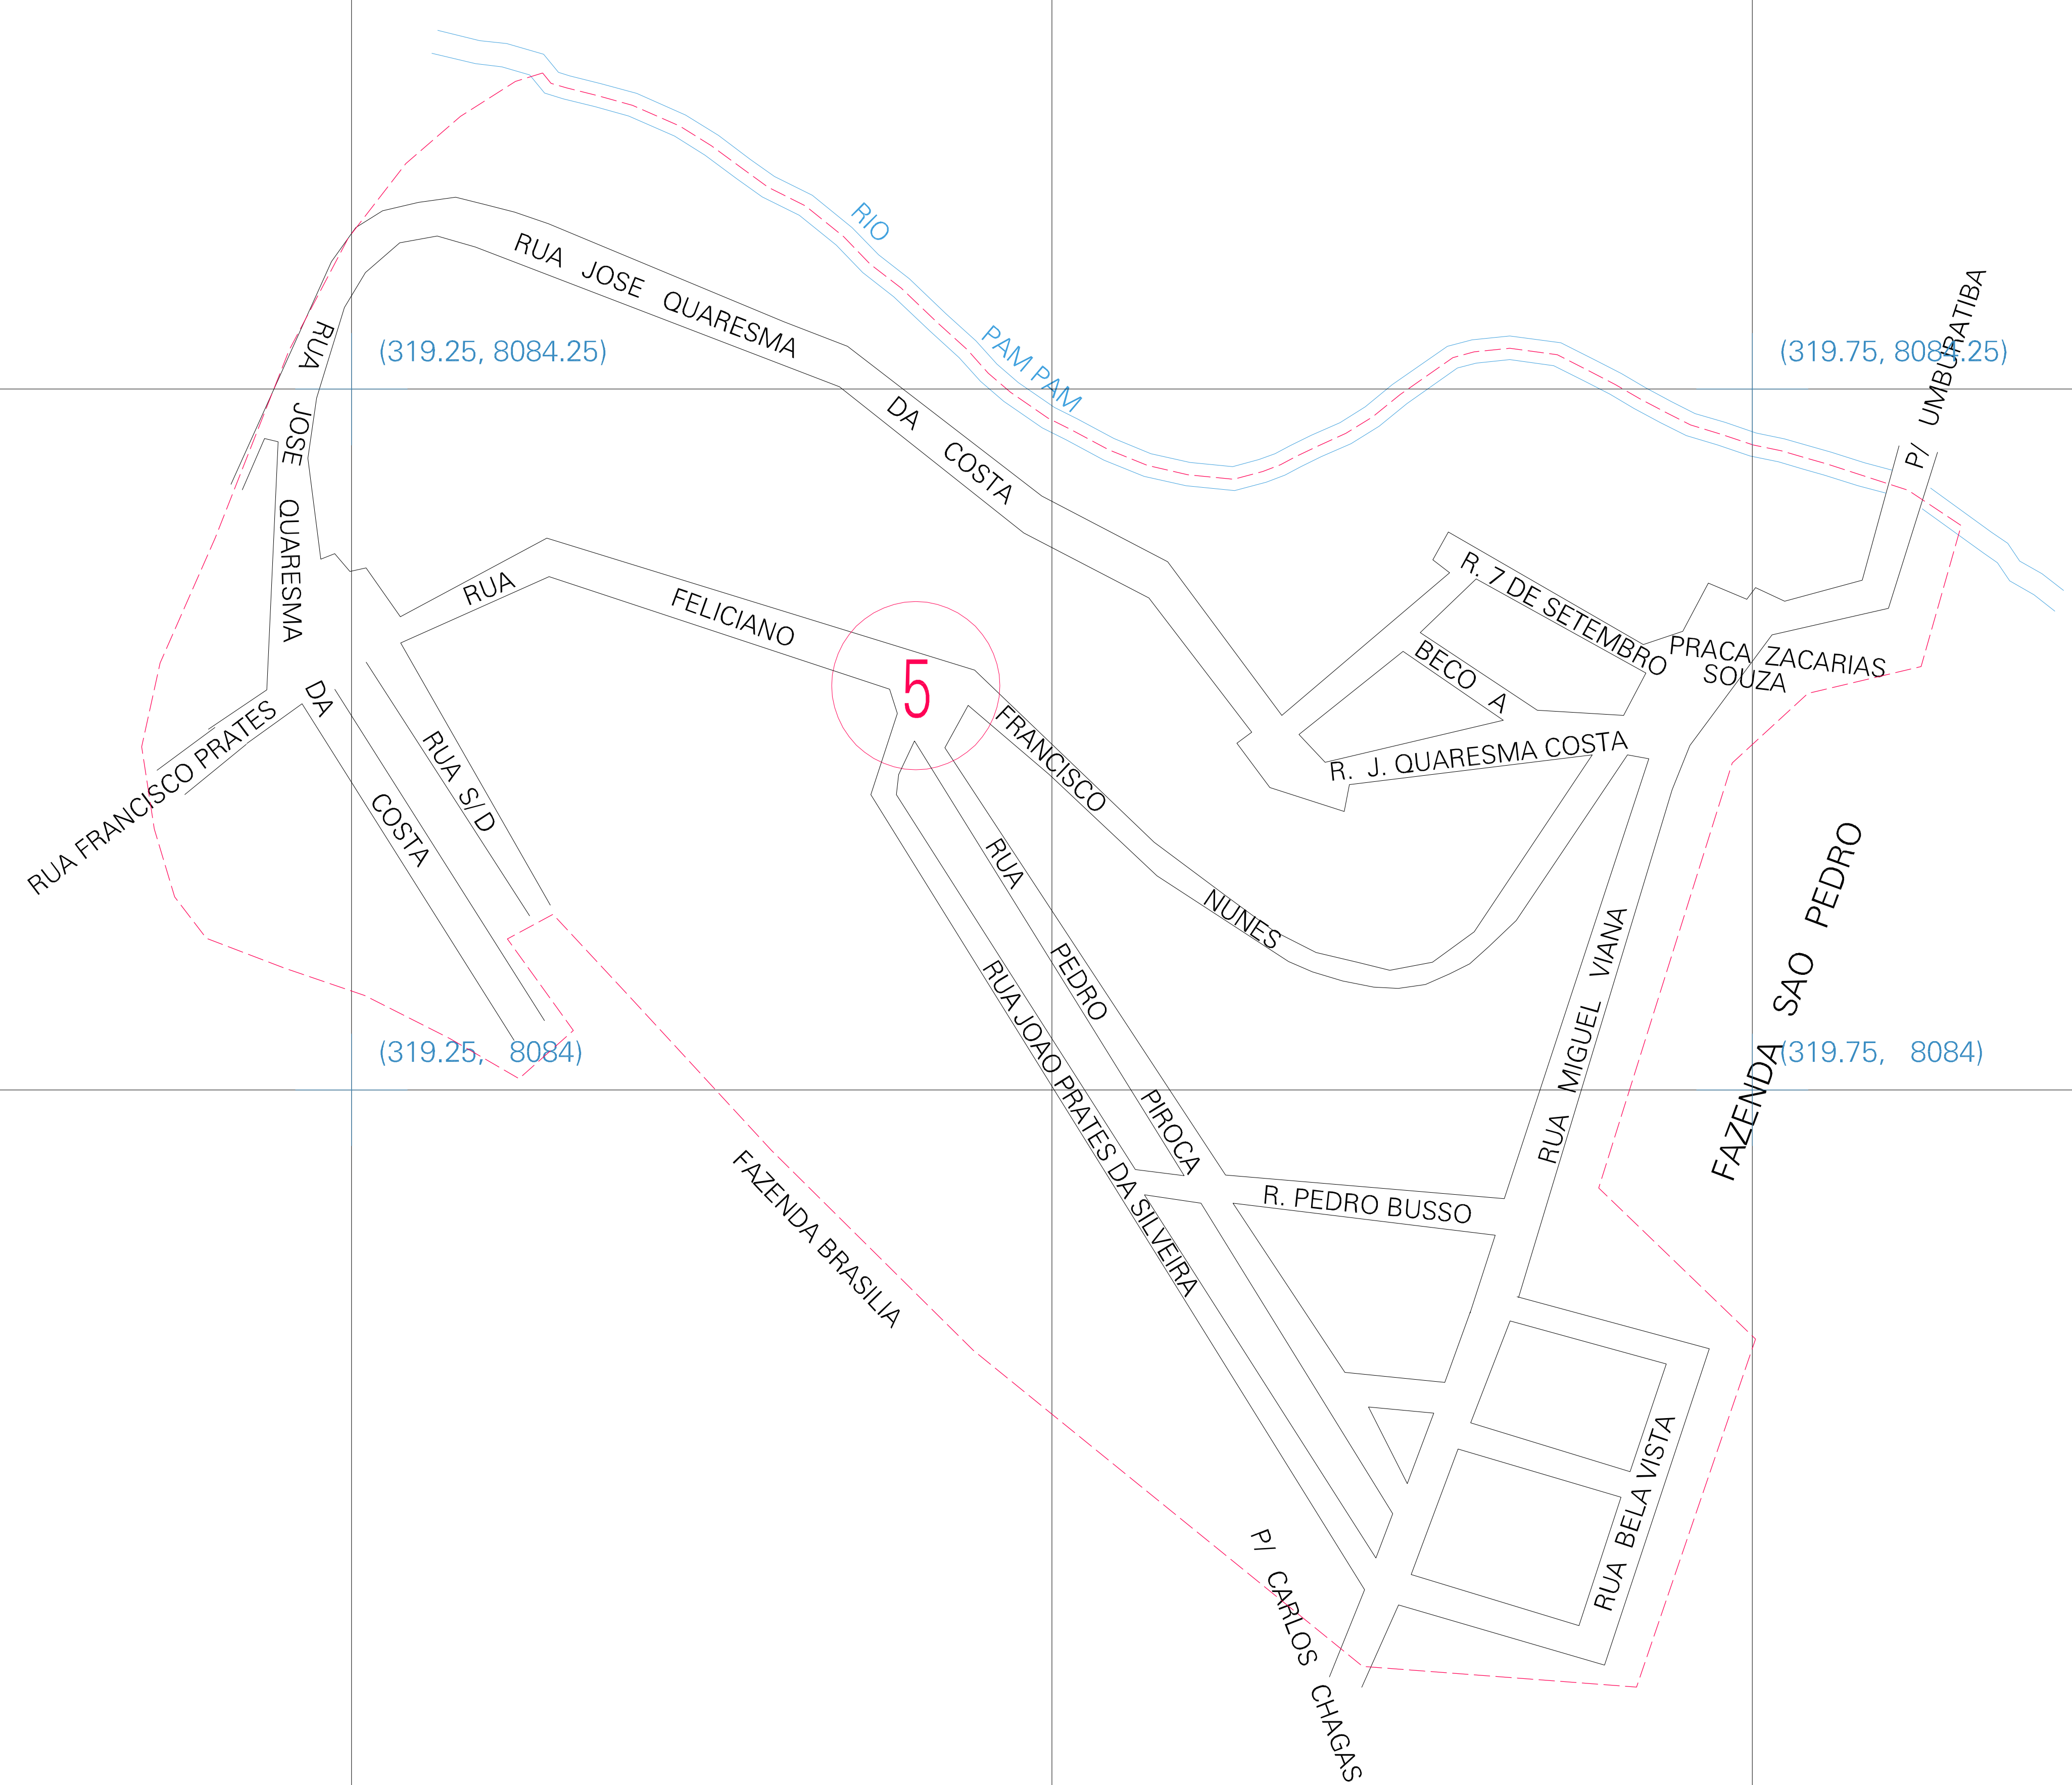 RIO
PAM PAM
RUA JOSE QUARESMA
DA COSTA
P/ UMBURATIBA
(319.25, 8084.25)
(319.75, 8084.25)
RUA JOSE QUARESMA
DA COSTA
RUA FELICIANO
FRANCISCO
NUNES
5
R. 7 DE SETEMBRO
PRACA ZACARIAS
SOUZA
BECO A
R. J. QUARESMA COSTA
RUA FRANCISCO PRATES
RUA S/D
RUA PEDRO PIROCA
RUA JOAO PRATES DA SILVEIRA
RUA MIGUEL VIANA
FAZENDA SAO PEDRO
(319.25, 8084)
(319.75, 8084)
R. PEDRO BUSSO
FAZENDA BRASILIA
RUA BELA VISTA
P/ CARLOS CHAGAS